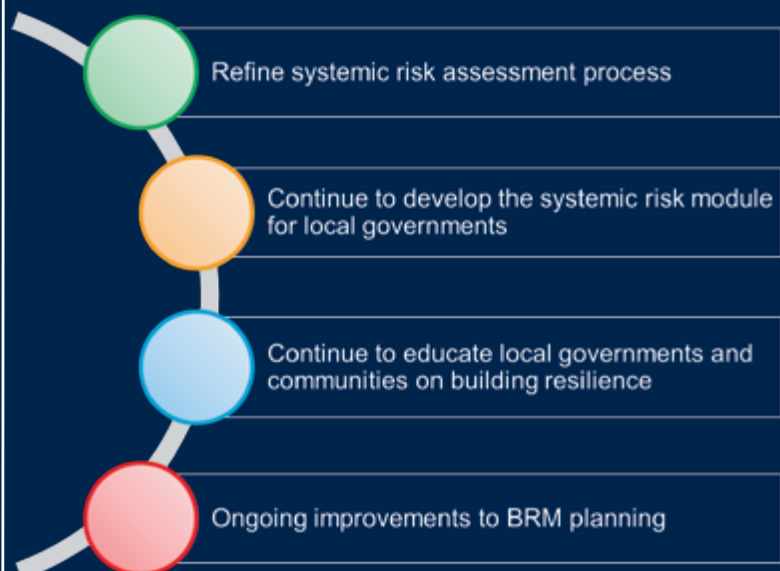 Refine systemic risk assessment process
Continue to develop the systemic risk module
for local governments
Continue to educate local governments and
communities on building resilience
Ongoing improvements to BRM planning